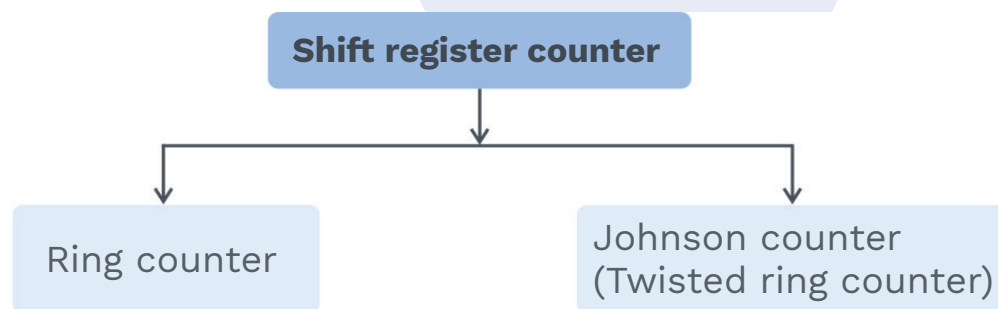 Shift register counter
Ring counter
Johnson counter
(Twisted ring counter)